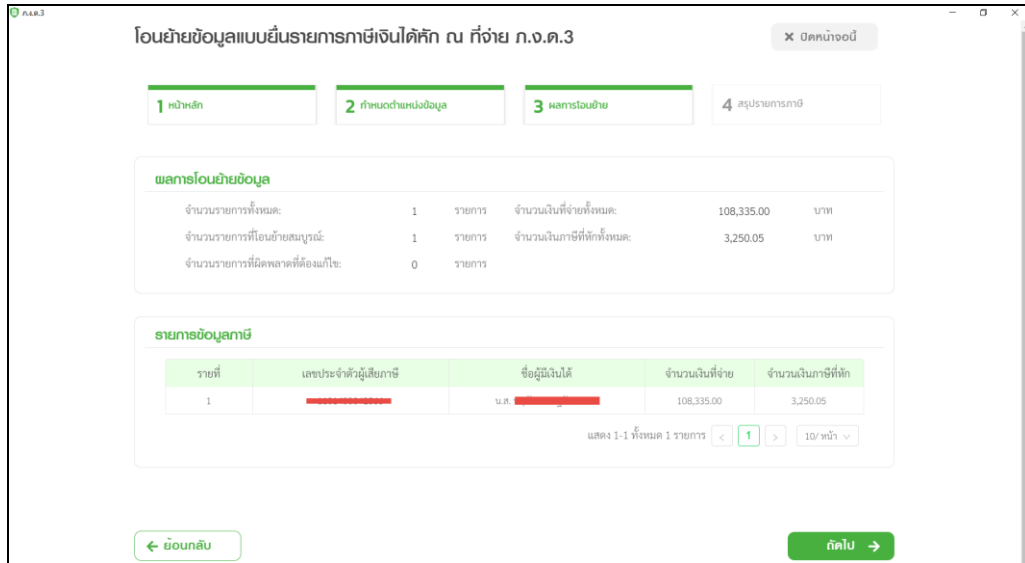 ภ.ง.ด.3
โอนย้ายข้อมูลแบบยื่นรายการภาษีเงินได้หัก ณ ที่จ่าย ภ.ง.ด.3
ปิดหน้าจอนี้
1 หน้าหลัก
2 กำหนดตำแหน่งข้อมูล
3 ผลการโอนย้าย
4 สรุปรายการภาษี
ผลการโอนย้ายข้อมูล
จำนวนรายการทั้งหมด: 1 รายการ จำนวนเงินที่จ่ายทั้งหมด: 108,335.00 บาท
จำนวนรายการที่โอนย้ายสมบูรณ์: 1 รายการ จำนวนเงินภาษีที่หักทั้งหมด: 3,250.05 บาท
จำนวนรายการที่ผิดพลาดที่ต้องแก้ไข: 0 รายการ
รายการข้อมูลภาษี
รายที่ เลขประจำตัวผู้เสียภาษี ชื่อผู้มีเงินได้ จำนวนเงินที่จ่าย จำนวนเงินภาษีที่หัก
1 น.ส. 108,335.00 3,250.05
แสดง 1-1 ทั้งหมด 1 รายการ < 1 > 10/ หน้า
ย้อนกลับ
ถัดไป